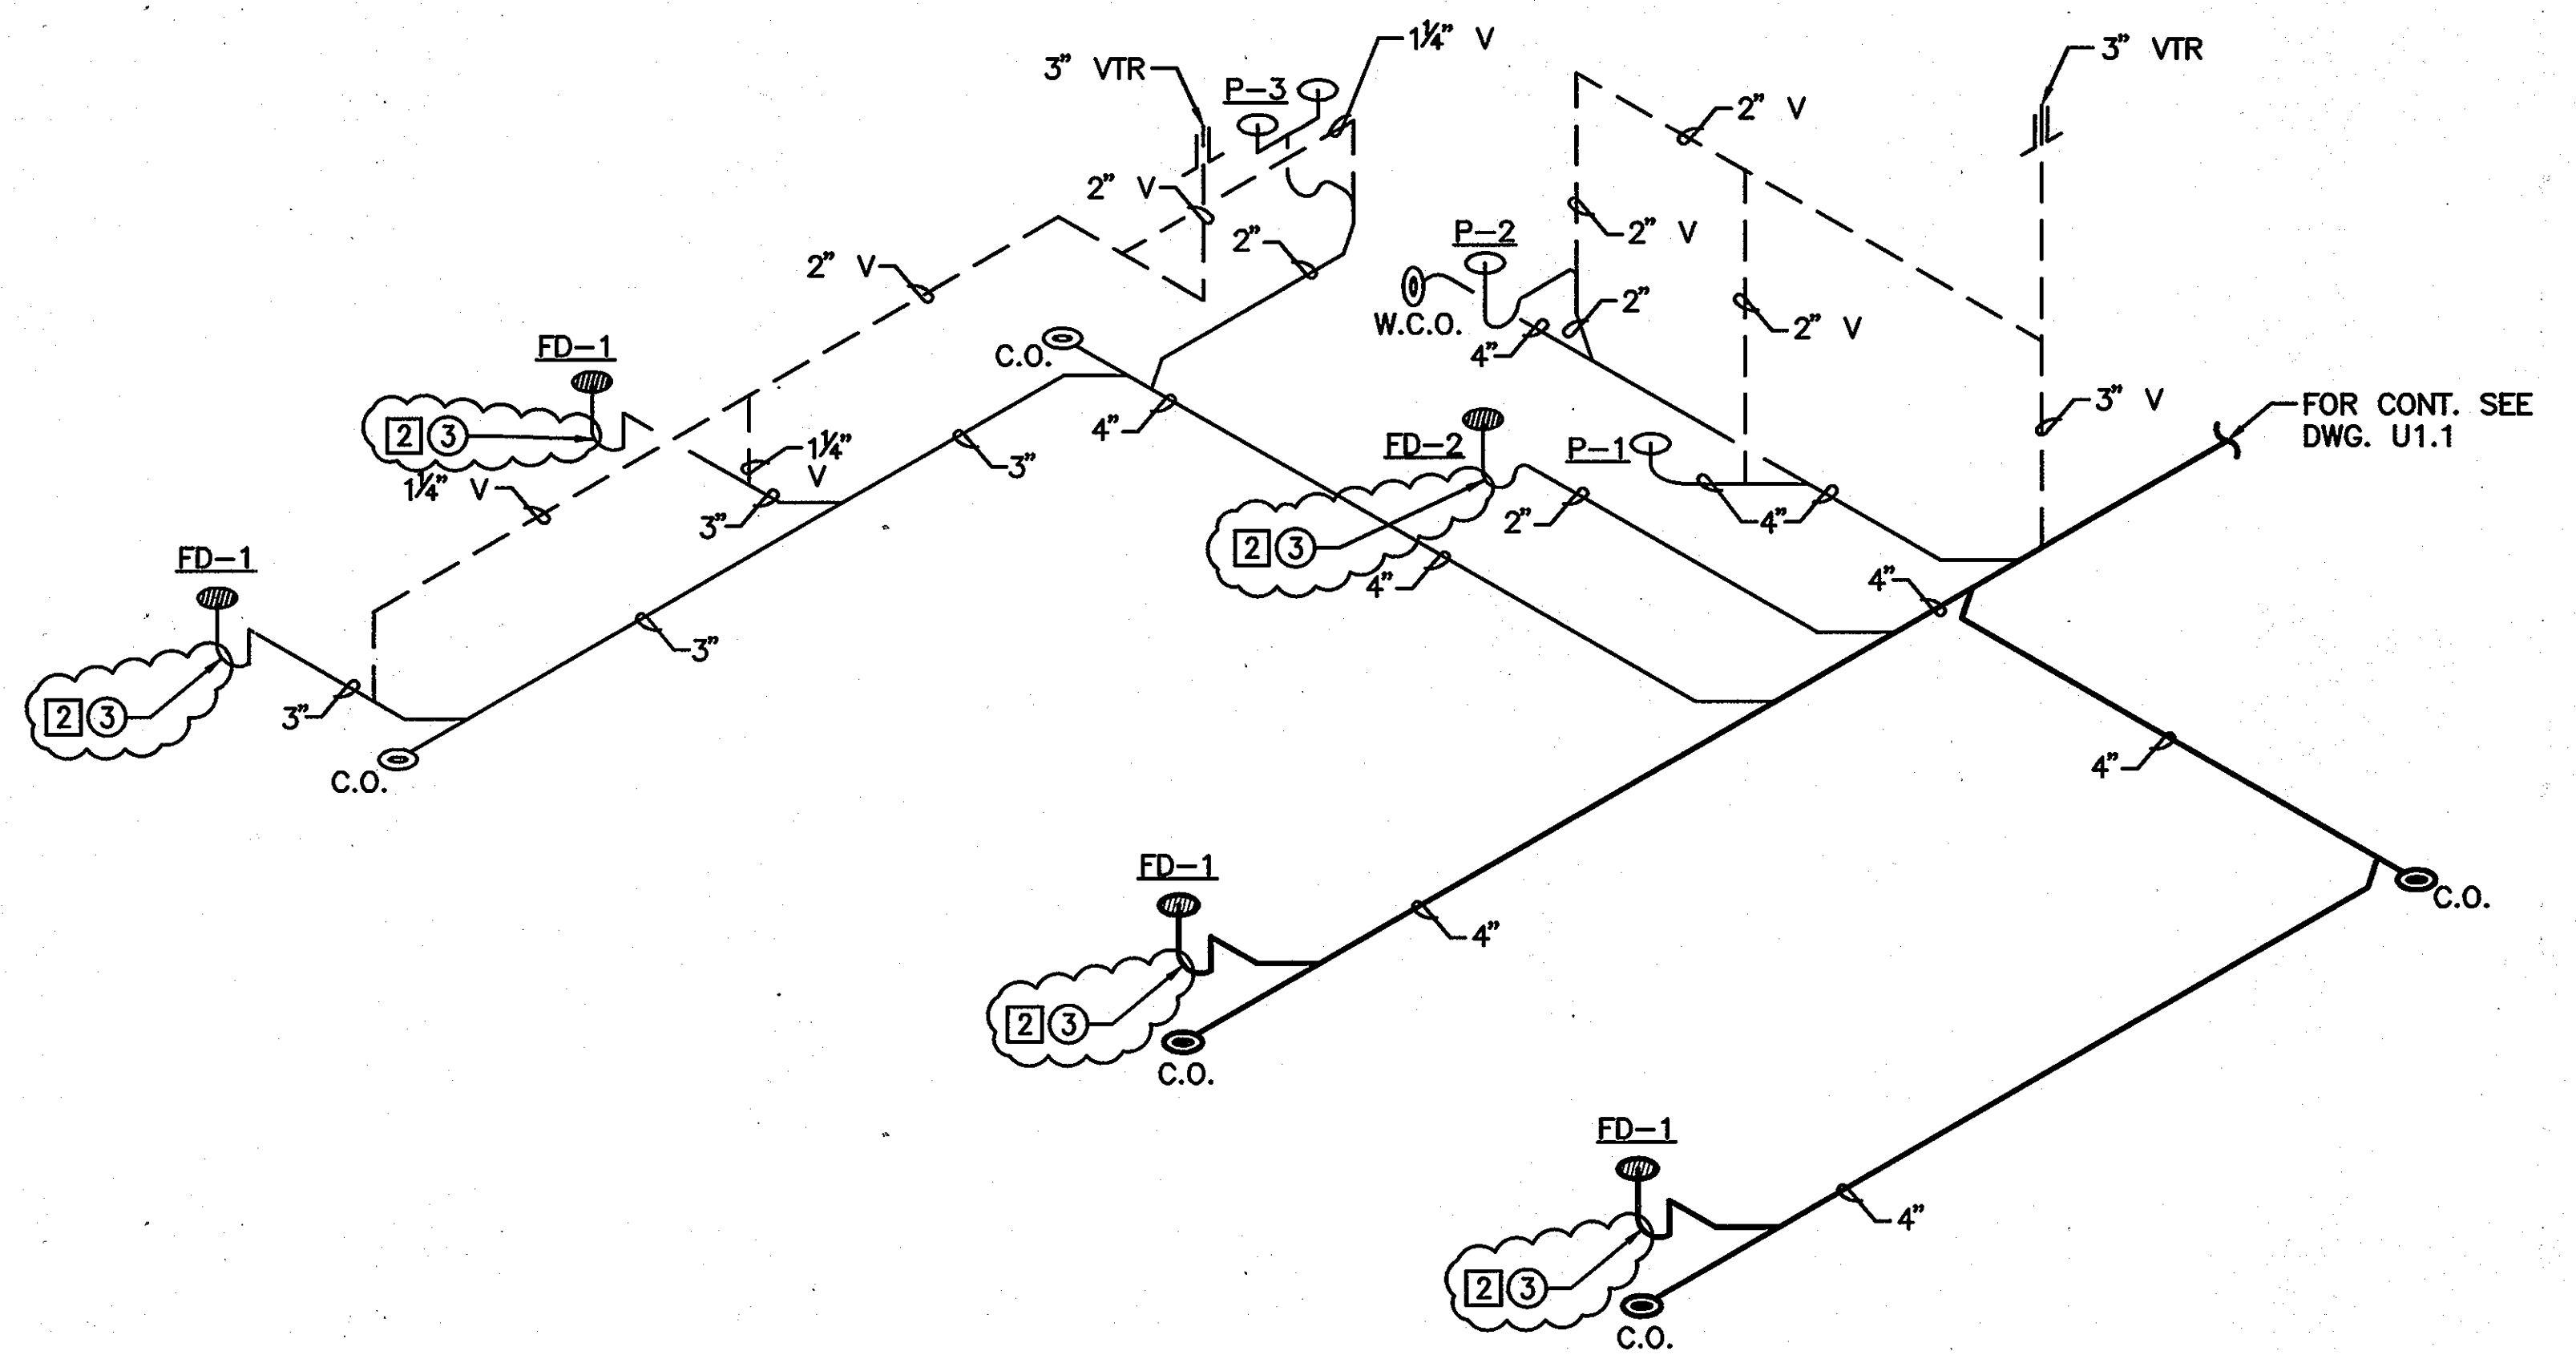 1¼” V
3” VTR
3” VTR
P-3
2” V
2” V
2”
P-2
2” V
2” V
2”
W.C.O.
4”
2” V
FD-1
C.O.
2 3
1¼” V
1¼”
V
3”
3”
4”
3” V
FOR CONT. SEE
DWG. U1.1
FD-2
P-1
2”
4”
2 3
4”
4”
FD-1
3”
2 3
3”
C.O.
4”
C.O.
FD-1
4”
2 3
C.O.
FD-1
4”
2 3
C.O.